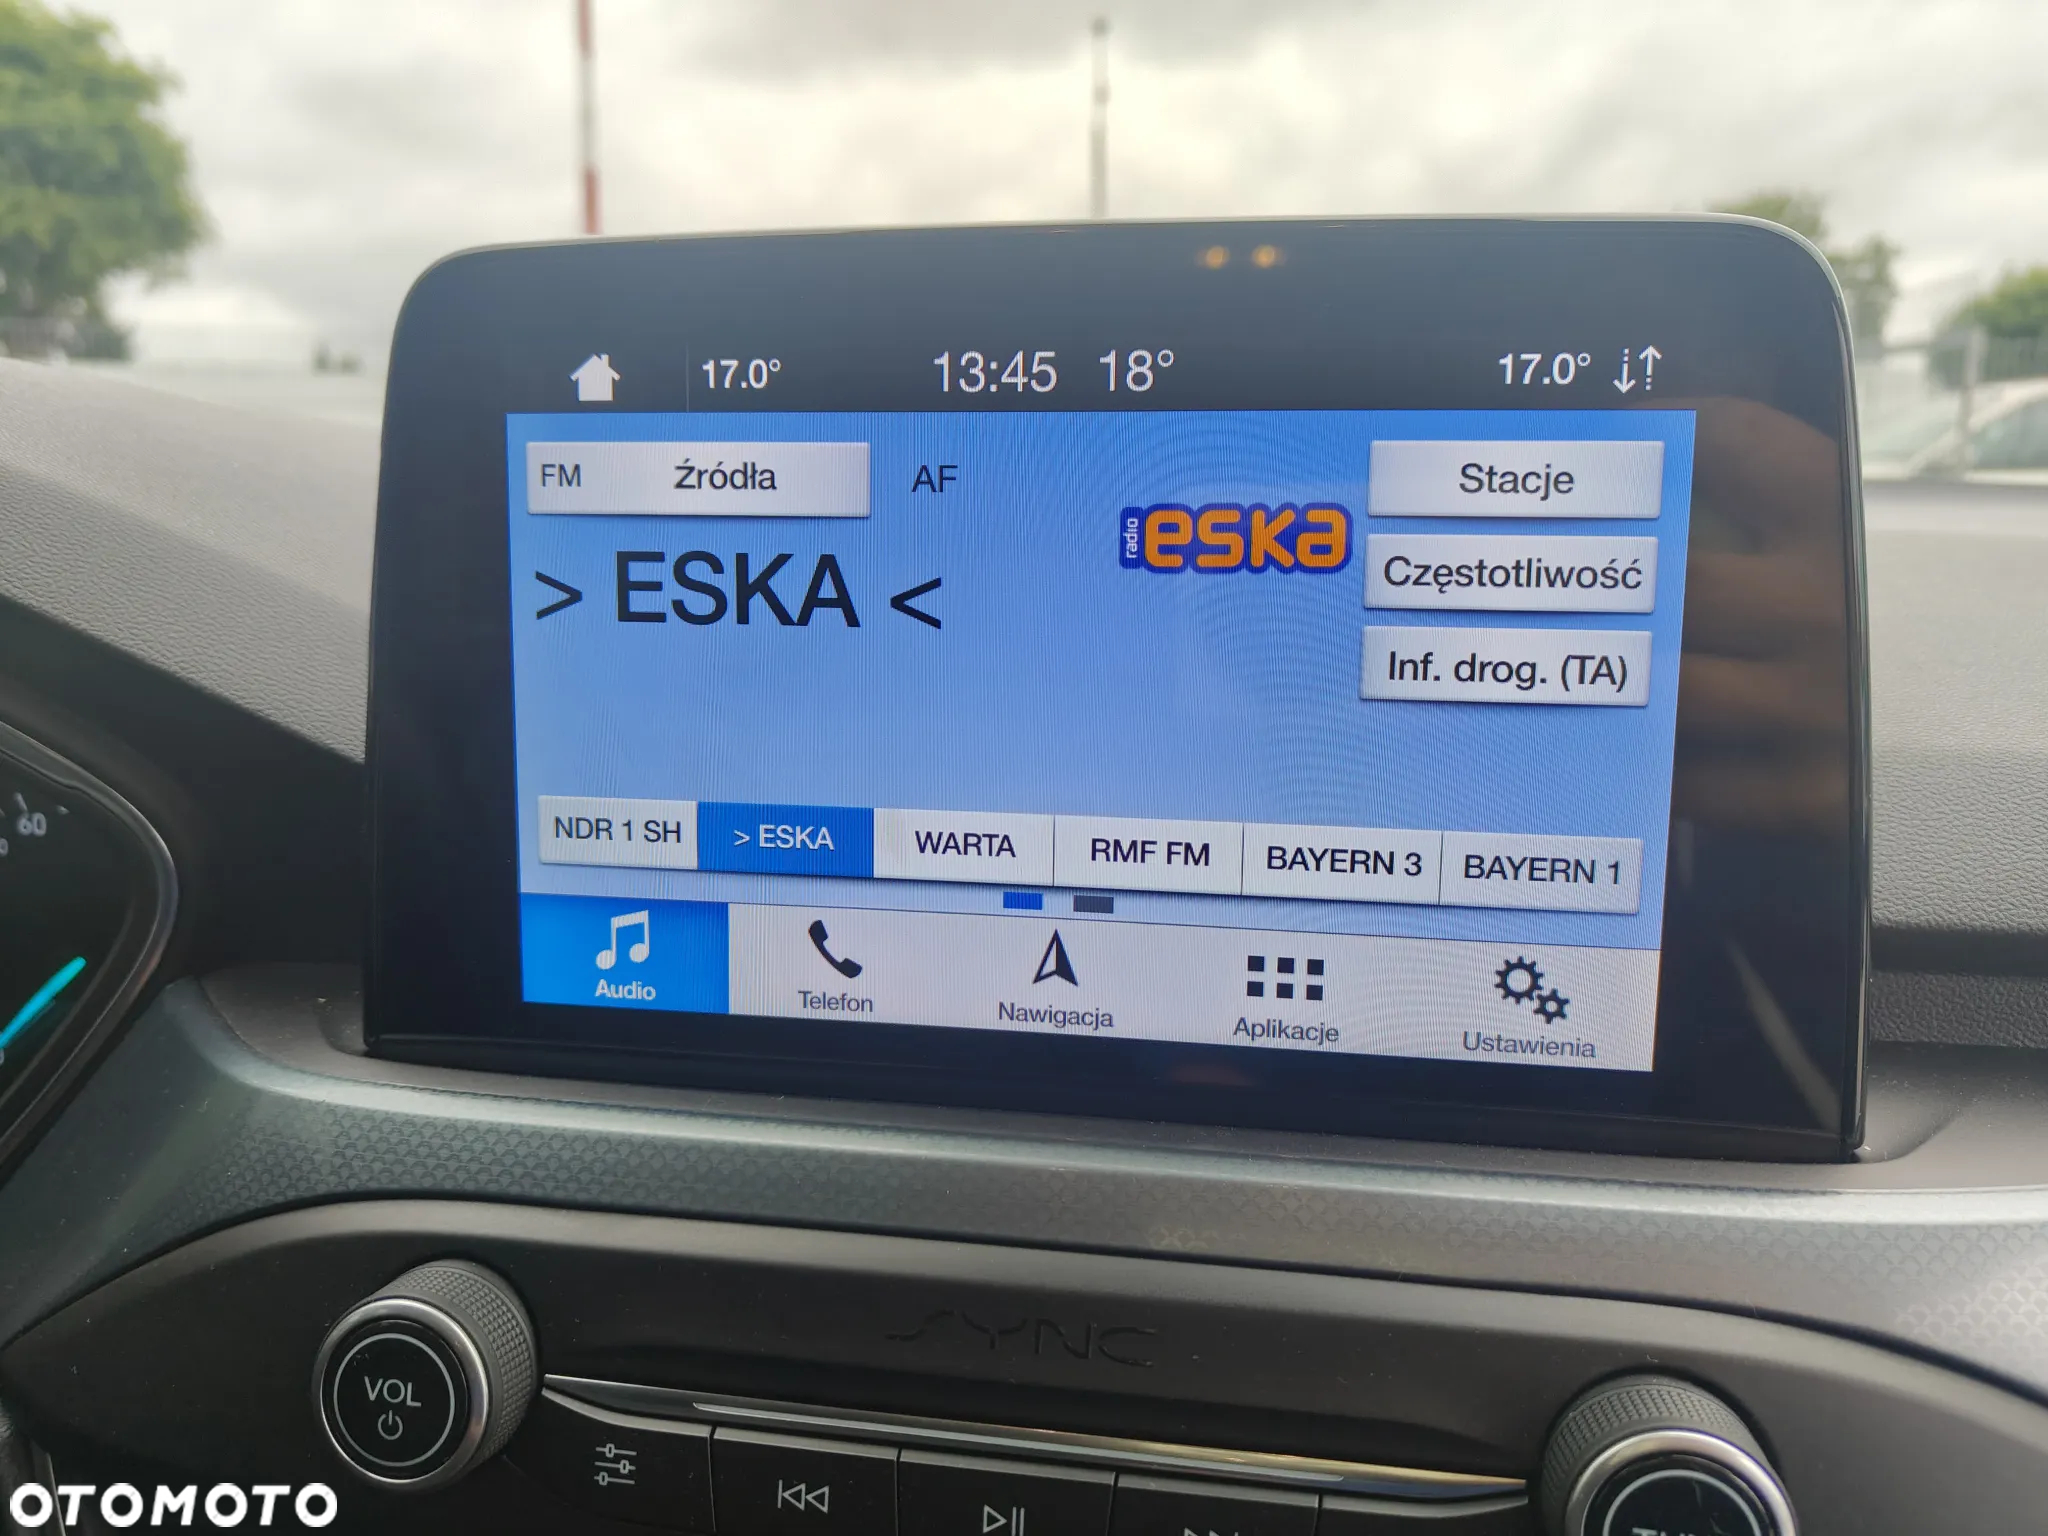 17.0° 13:45 18° 17.0°
FM Źródła AF Stacje
radio eska
> ESKA <
Częstotliwość
Inf. drog. (TA)
NDR 1 SH > ESKA WARTA RMF FM BAYERN 3 BAYERN 1
Audio Telefon Nawigacja Aplikacje Ustawienia
60
SYNC
VOL
OTOMOTO